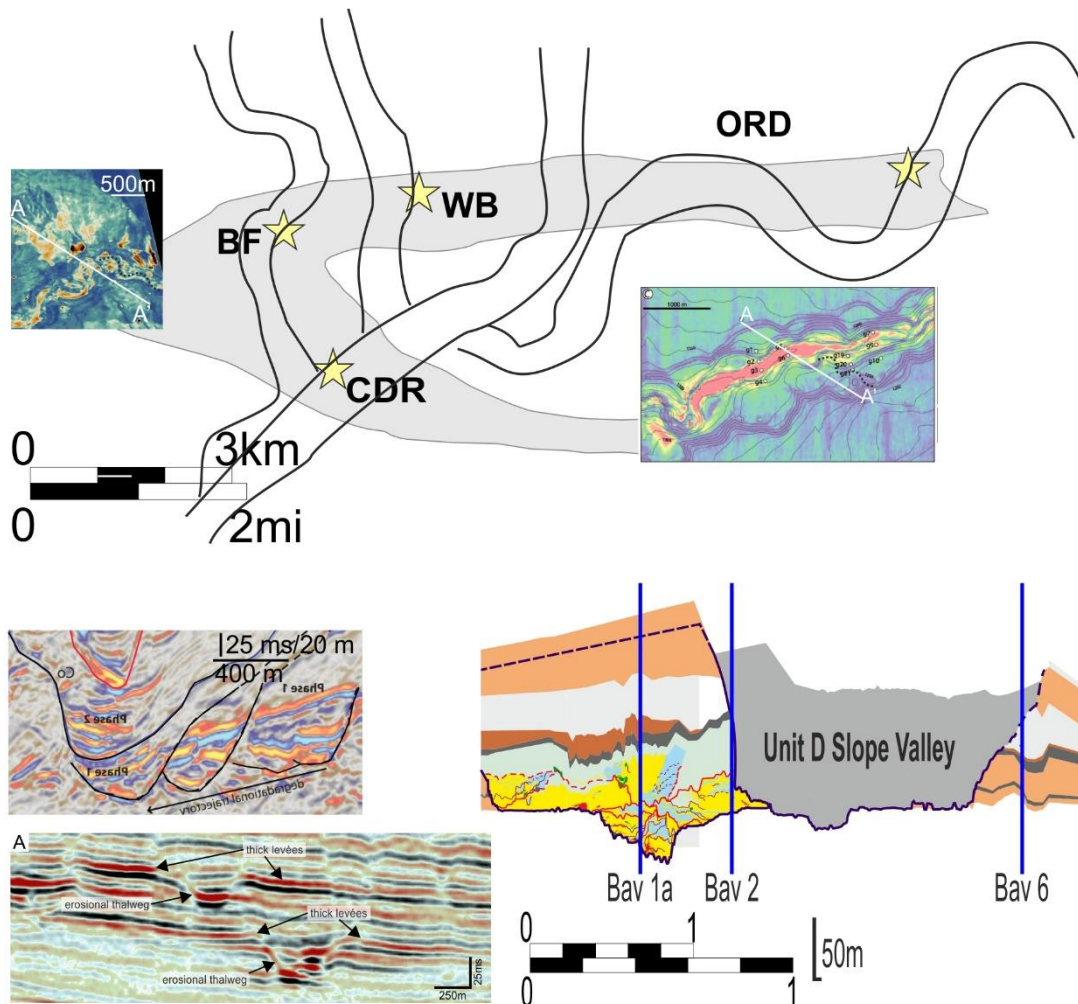 ORD
500m
A
WB
BF
A'
1000 m
A
A'
CDR
0
3km
0
2mi
25 ms/20 m
400 m
Co
Phase 1
Phase 2
Phase 1
degradational trajectory
Unit D Slope Valley
A
thick levées
erosional thalweg
thick levées
erosional thalweg
25ms
250m
Bav 1a
Bav 2
Bav 6
0
1
50m
0
1